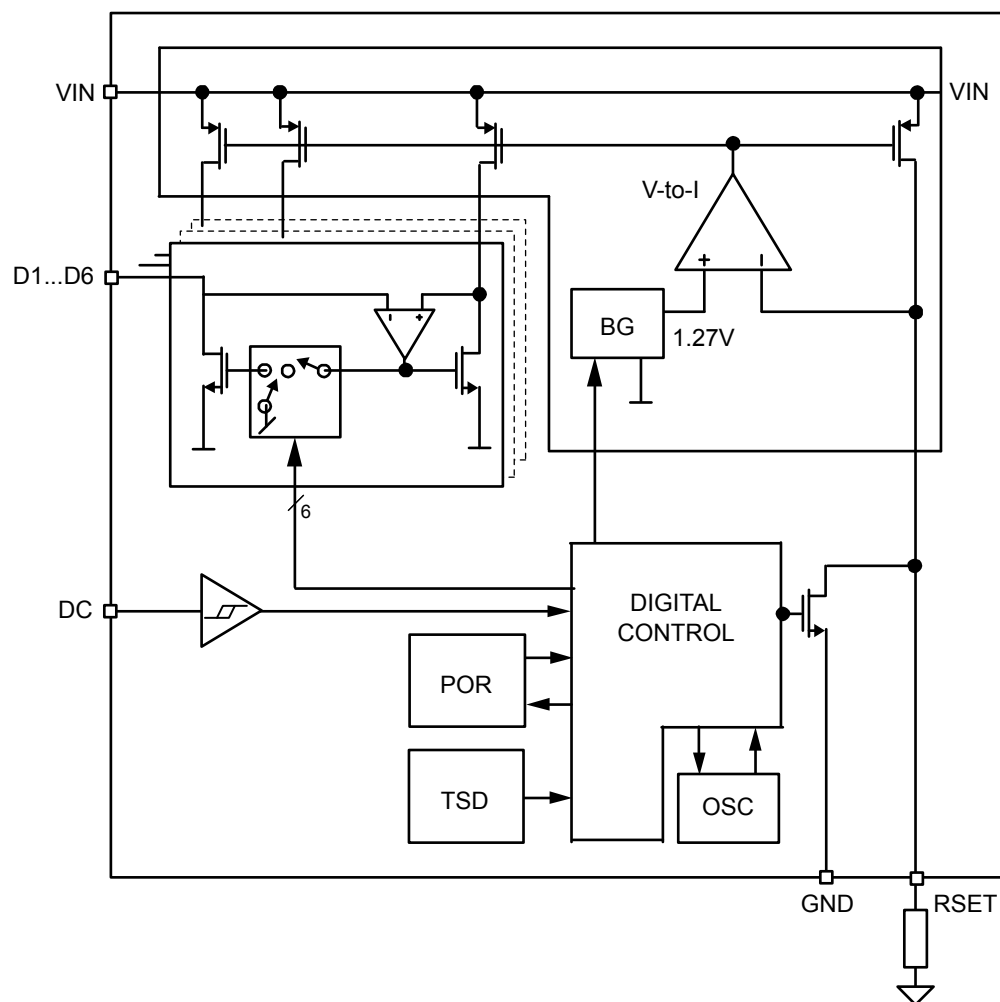 VIN
VIN
V-to-I
+
-
D1...D6
-
+
BG
1.27V
6
DC
DIGITAL
CONTROL
POR
TSD
OSC
GND
RSET